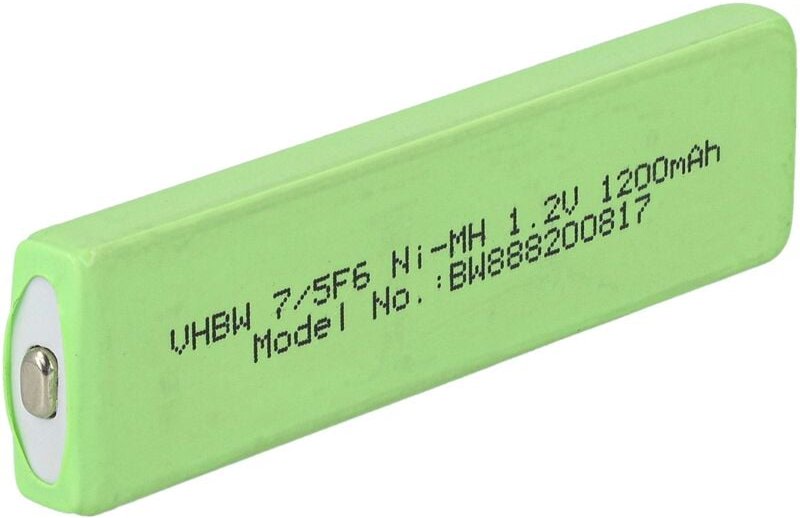 VHBW 7/5F6 Ni-MH 1.2V 1200mAh
Model No.:BW888200817